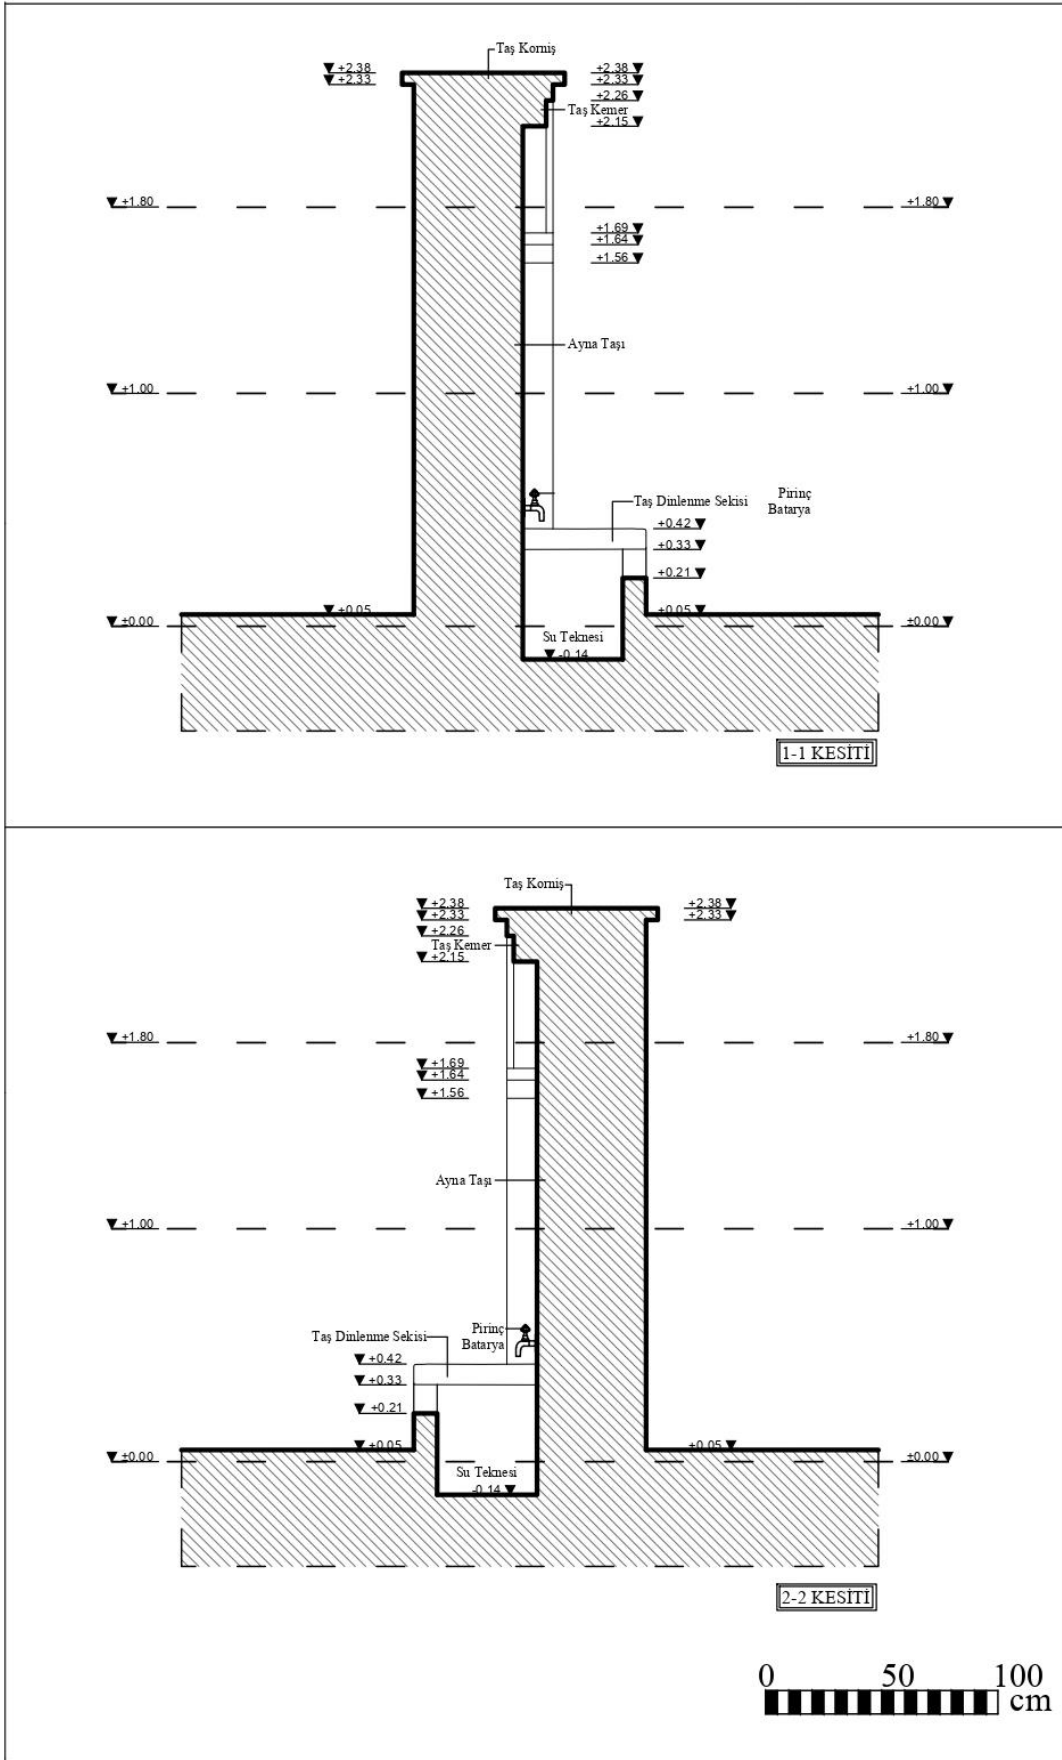 Taş Korniş
+2.38
+2.38
+2.33
+2.33
+2.26
Taş Kemer
+2.15
+1.80
+1.80
+1.69
+1.64
+1.56
Ayna Taşı
+1.00
+1.00
Taş Dinlenme Sekisi
Pirinç
Batarya
+0.42
+0.33
+0.21
+0.05
+0.05
±0.00
±0.00
Su Teknesi
-0.14
1-1 KESİTİ
Taş Korniş
+2.38
+2.38
+2.33
+2.33
+2.26
Taş Kemer
+2.15
+1.80
+1.80
+1.69
+1.64
+1.56
Ayna Taşı
+1.00
+1.00
Pirinç
Batarya
Taş Dinlenme Sekisi
+0.42
+0.33
+0.21
+0.05
+0.05
±0.00
±0.00
Su Teknesi
-0.14
2-2 KESİTİ
0 50 100
cm